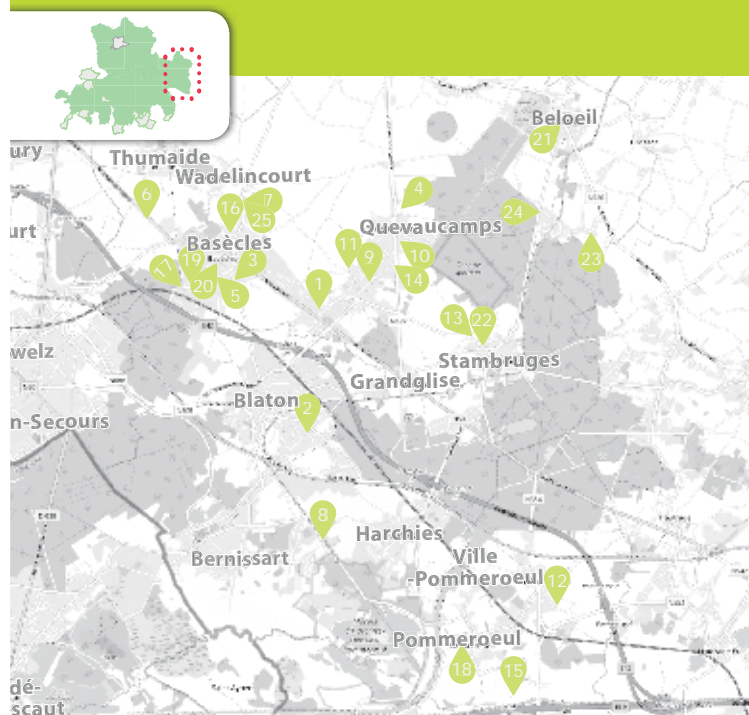 Beloeil
21
ury
Thumaide
Wadelincourt
6
4
7
16
25
24
urt
Quevaucamps
Basècles
11
9
10
23
17
19
3
14
20
5
1
13
22
welz
Stambruges
Grandglise
Blaton
2
n-Secours
8
Harchies
Bernissart
Ville
-Pommeroeul
12
Pommeroeul
18
15
dé-
scaut